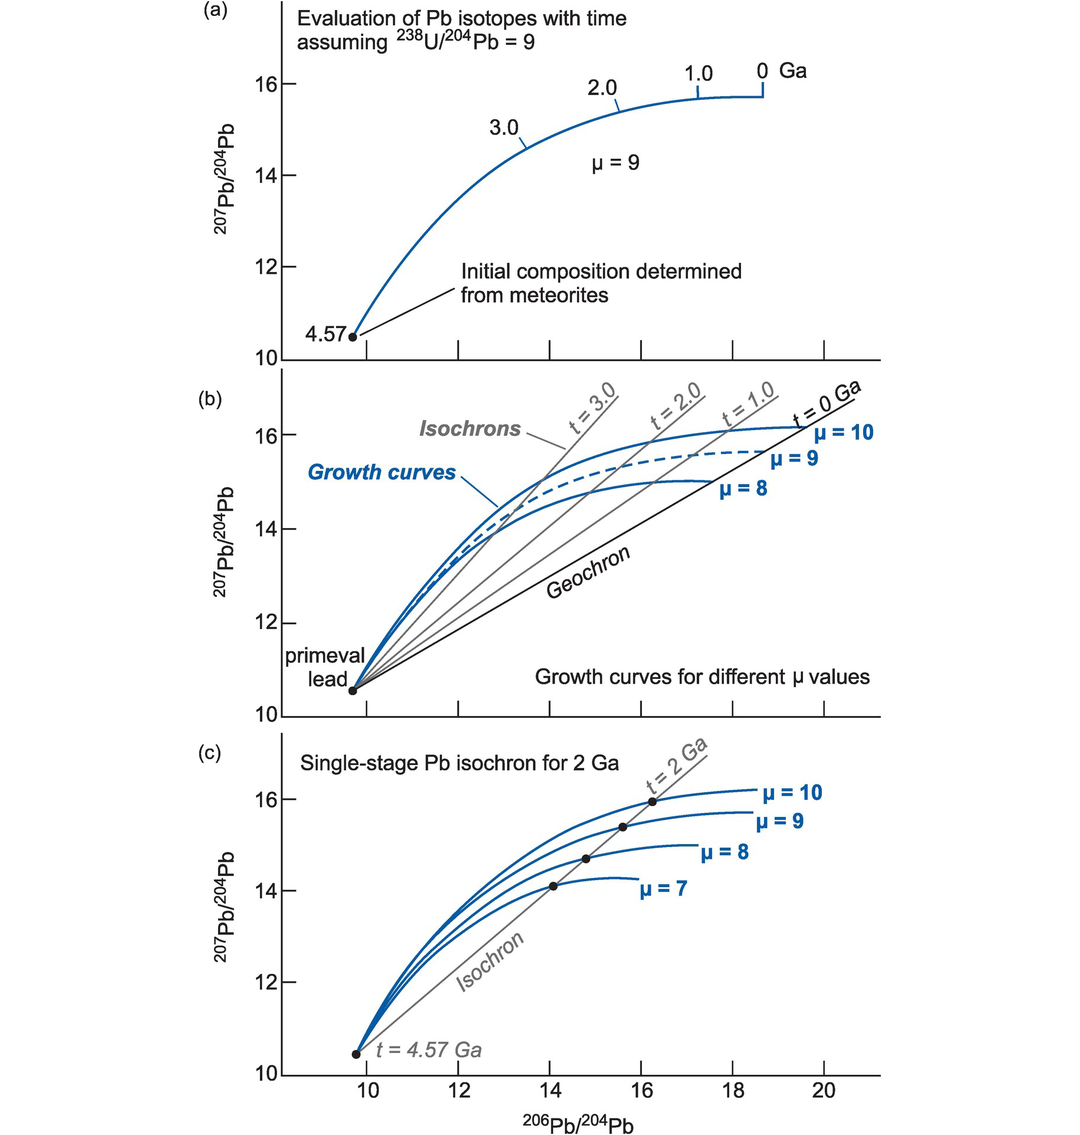 (a)
Evaluation of Pb isotopes with time
assuming ²³⁸U/²⁰⁴Pb = 9
16
14
12
10
²⁰⁷Pb/²⁰⁴Pb
4.57
3.0
2.0
1.0
0 Ga
μ = 9
Initial composition determined
from meteorites
(b)
16
14
12
10
²⁰⁷Pb/²⁰⁴Pb
Isochrons
Growth curves
t = 3.0
t = 2.0
t = 1.0
t = 0 Ga
μ = 10
μ = 9
μ = 8
Geochron
primeval
lead
Growth curves for different μ values
(c)
Single-stage Pb isochron for 2 Ga
16
14
12
10
²⁰⁷Pb/²⁰⁴Pb
t = 2 Ga
μ = 10
μ = 9
μ = 8
μ = 7
Isochron
t = 4.57 Ga
10
12
14
16
18
20
²⁰⁶Pb/²⁰⁴Pb